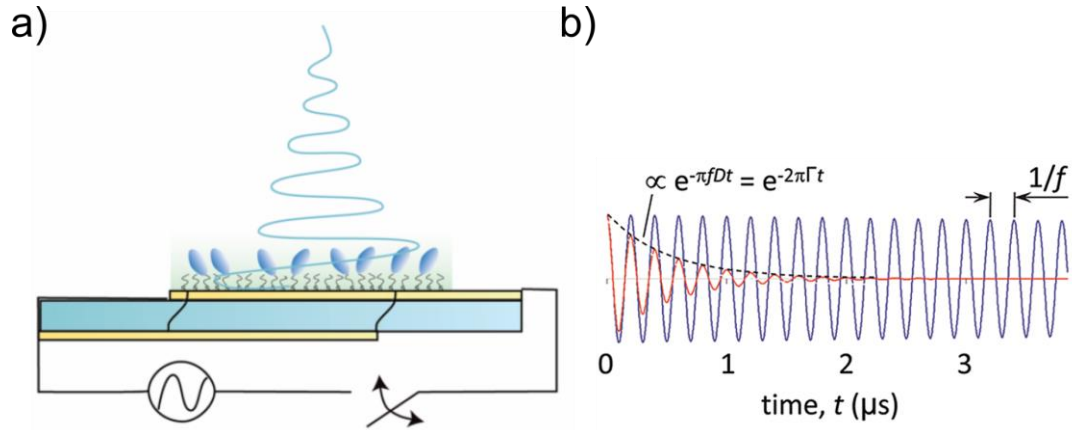 a)
b)
∝ e^-πfDt = e^-2πΓt
1/f
0 1 2 3
time, t (μs)